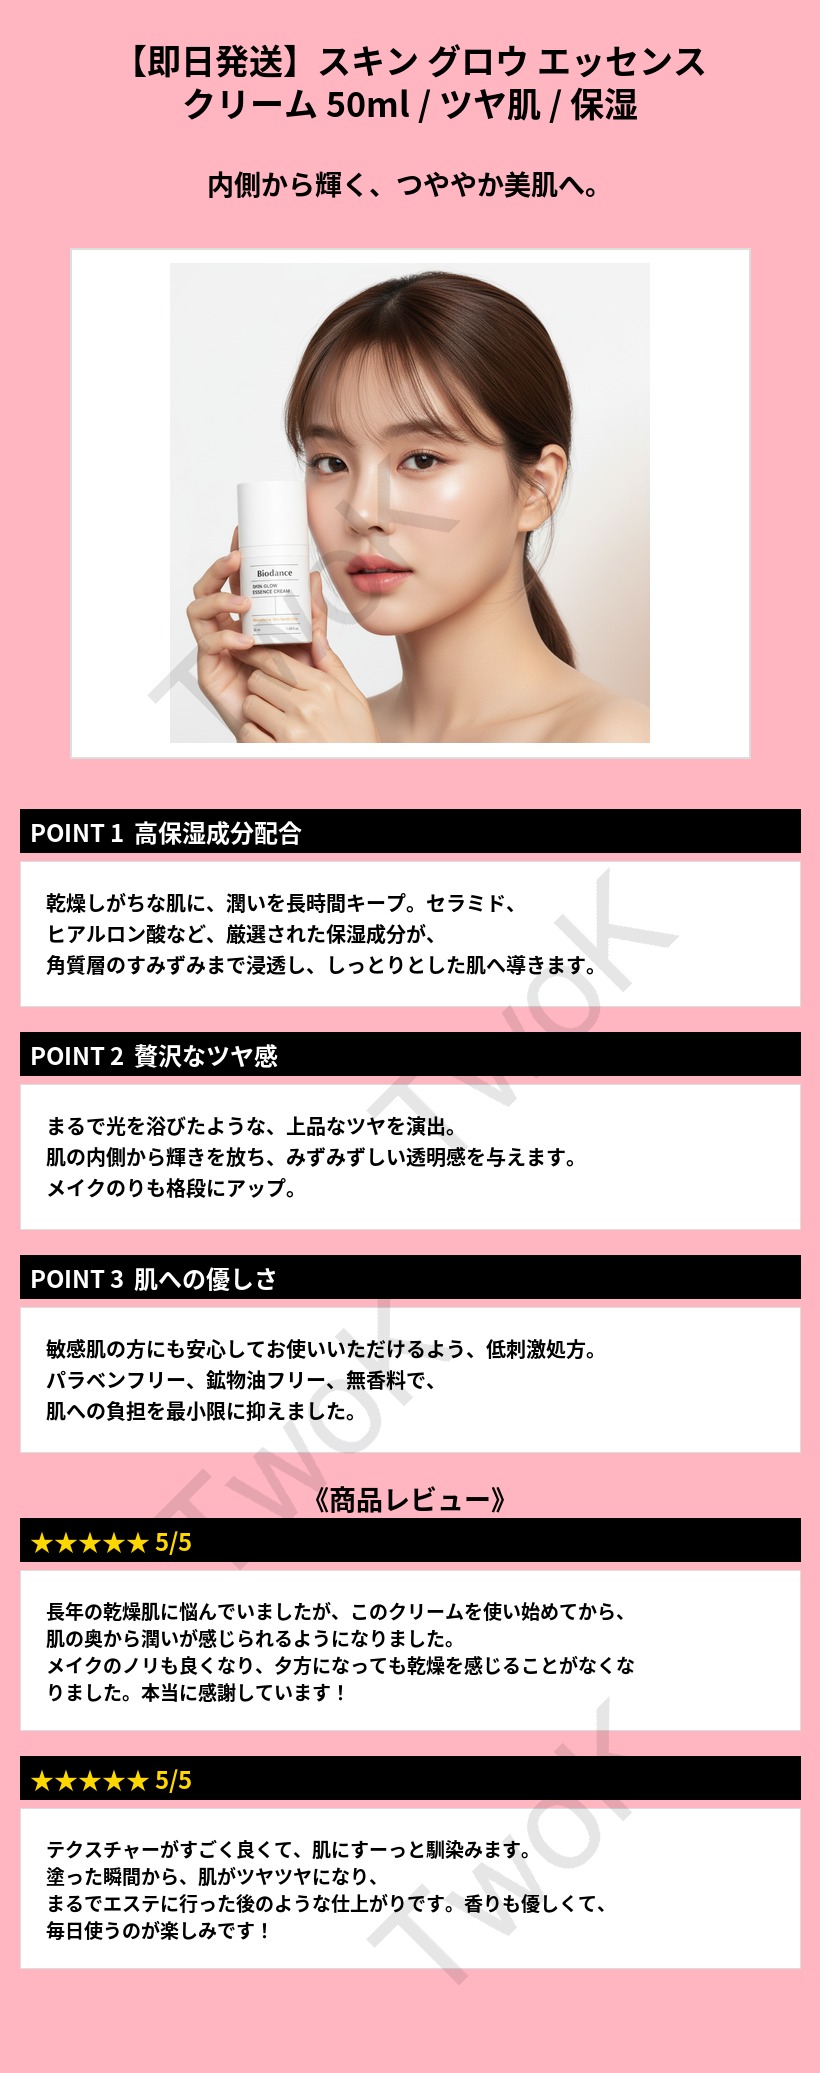 【即日発送】スキン グロウ エッセンス
クリーム 50ml / ツヤ肌 / 保湿
内側から輝く、つややか美肌へ。
Biodance
SKIN GLOW
ESSENCE CREAM
TwoK
POINT 1 高保湿成分配合
乾燥しがちな肌に、潤いを長時間キープ。セラミド、
ヒアルロン酸など、厳選された保湿成分が、
角質層のすみずみまで浸透し、しっとりとした肌へ導きます。
TwoK
POINT 2 贅沢なツヤ感
まるで光を浴びたような、上品なツヤを演出。
肌の内側から輝きを放ち、みずみずしい透明感を与えます。
メイクのりも格段にアップ。
POINT 3 肌への優しさ
敏感肌の方にも安心してお使いいただけるよう、低刺激処方。
パラベンフリー、鉱物油フリー、無香料で、
肌への負担を最小限に抑えました。
TwoK
《商品レビュー》
★★★★★ 5/5
長年の乾燥肌に悩んでいましたが、このクリームを使い始めてから、
肌の奥から潤いが感じられるようになりました。
メイクのノリも良くなり、夕方になっても乾燥を感じることがなくな
りました。本当に感謝しています！
★★★★★ 5/5
テクスチャーがすごく良くて、肌にすーっと馴染みます。
塗った瞬間から、肌がツヤツヤになり、
まるでエステに行った後のような仕上がりです。香りも優しくて、
毎日使うのが楽しみです！
TwoK